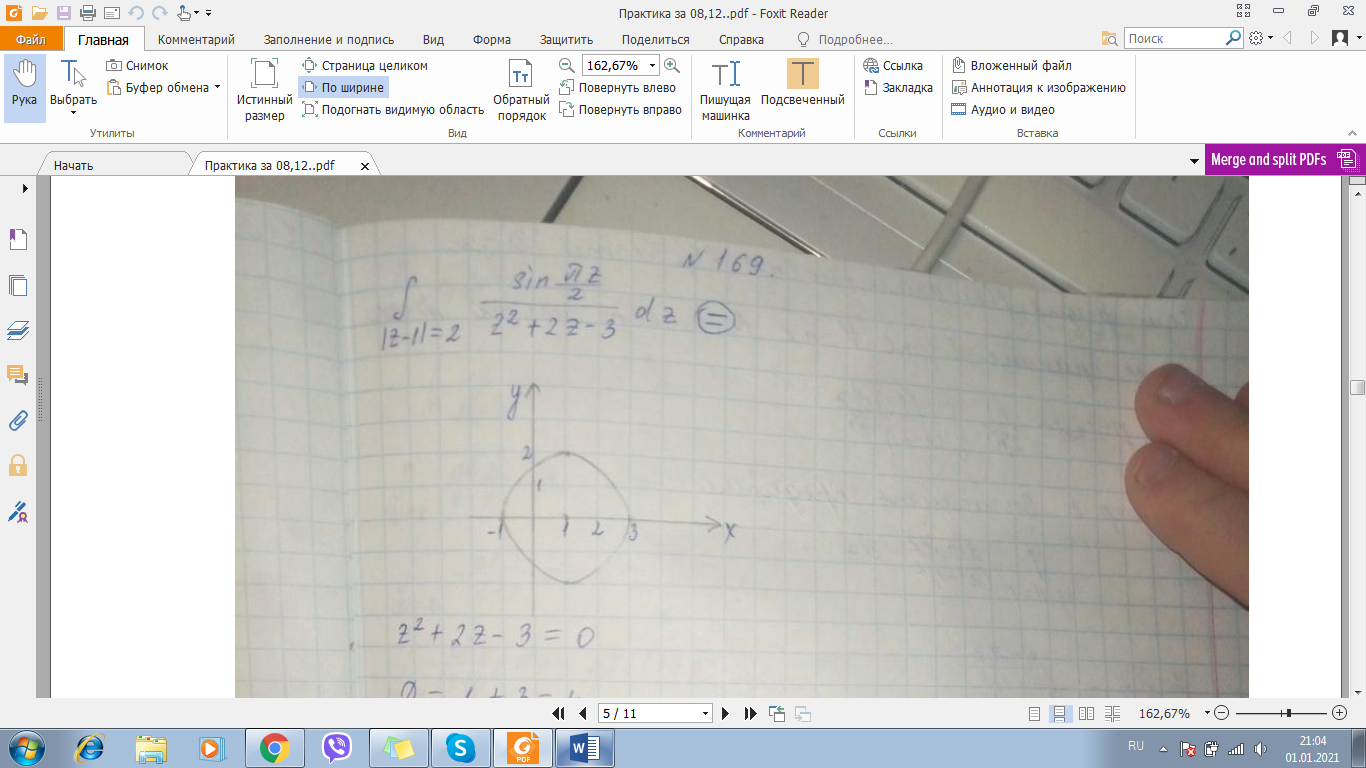 Практика за 08,12..pdf - Foxit Reader
Файл Главная Комментарий Заполнение и подпись Вид Форма Защитить Поделиться Справка Подробнее... Поиск
Рука
Выбрать
Снимок
Буфер обмена
Утилиты
Истинный размер
Страница целиком
По ширине
Подогнать видимую область
Обратный порядок
162,67%
Повернуть влево
Повернуть вправо
Вид
Пишущая машинка
Подсвеченный
Комментарий
Ссылка
Закладка
Ссылки
Вложенный файл
Аннотация к изображению
Аудио и видео
Вставка
Начать
Практика за 08,12..pdf
Merge and split PDFs
N 169.
∫ |z-1|=2 sin πz/2 / z² + 2z - 3 dz =
y
2
1
-1 1 2 3 x
z² + 2z - 3 = 0
5 / 11
162,67%
RU
21:04
01.01.2021